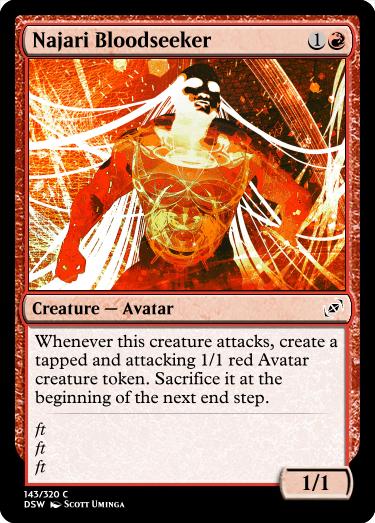 Najari Bloodseeker 1
Creature — Avatar
Whenever this creature attacks, create a
tapped and attacking 1/1 red Avatar
creature token. Sacrifice it at the
beginning of the next end step.
ft
ft
ft
1/1
143/320 C
DSW Scott Uminga